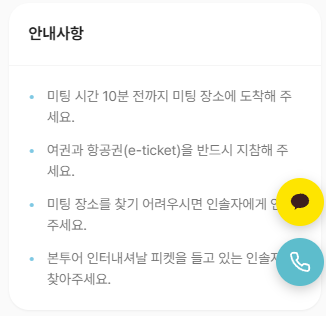 안내사항
미팅 시간 10분 전까지 미팅 장소에 도착해 주
세요.
여권과 항공권(e-ticket)을 반드시 지참해 주
세요.
미팅 장소를 찾기 어려우시면 인솔자에게
주세요.
본투어 인터내셔날 피켓을 들고 있는
찾아주세요.